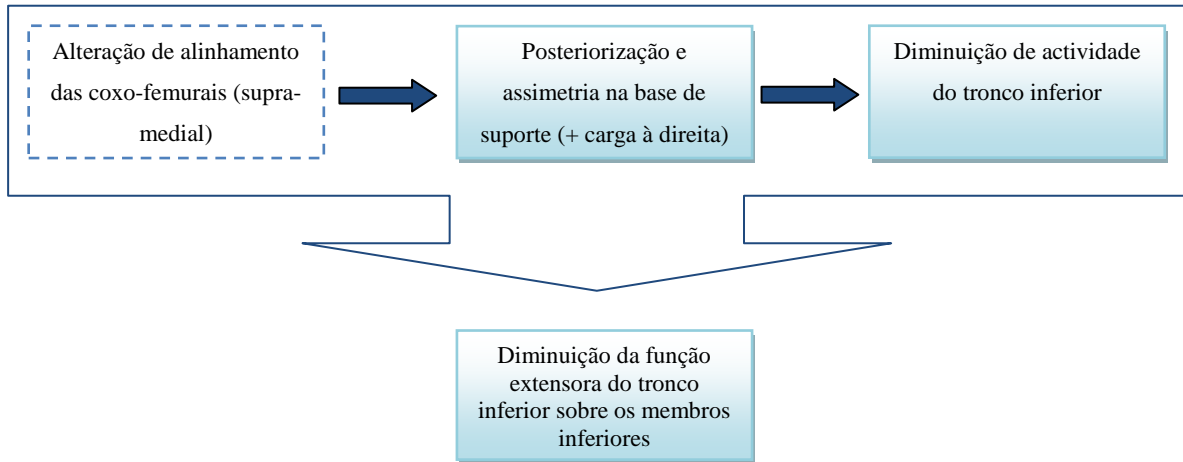 Alteração de alinhamento
das coxo-femurais (supra-
medial)
Posteriorização e
assimetria na base de
suporte (+ carga à direita)
Diminuição de actividade
do tronco inferior
Diminuição da função
extensora do tronco
inferior sobre os membros
inferiores